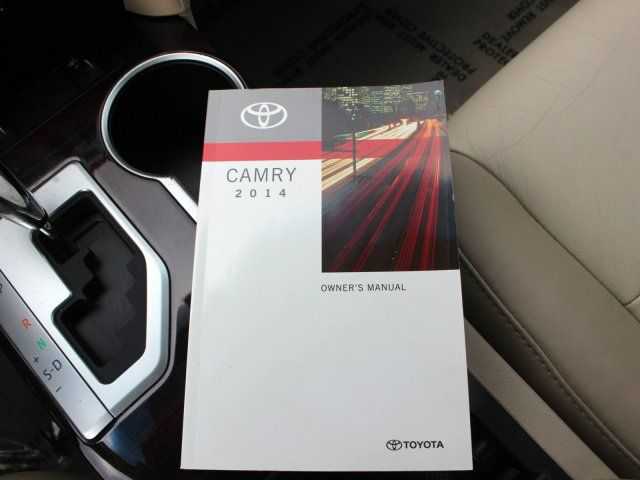 CAMRY
2014
OWNER'S MANUAL
TOYOTA
R
N
+
S-D
-